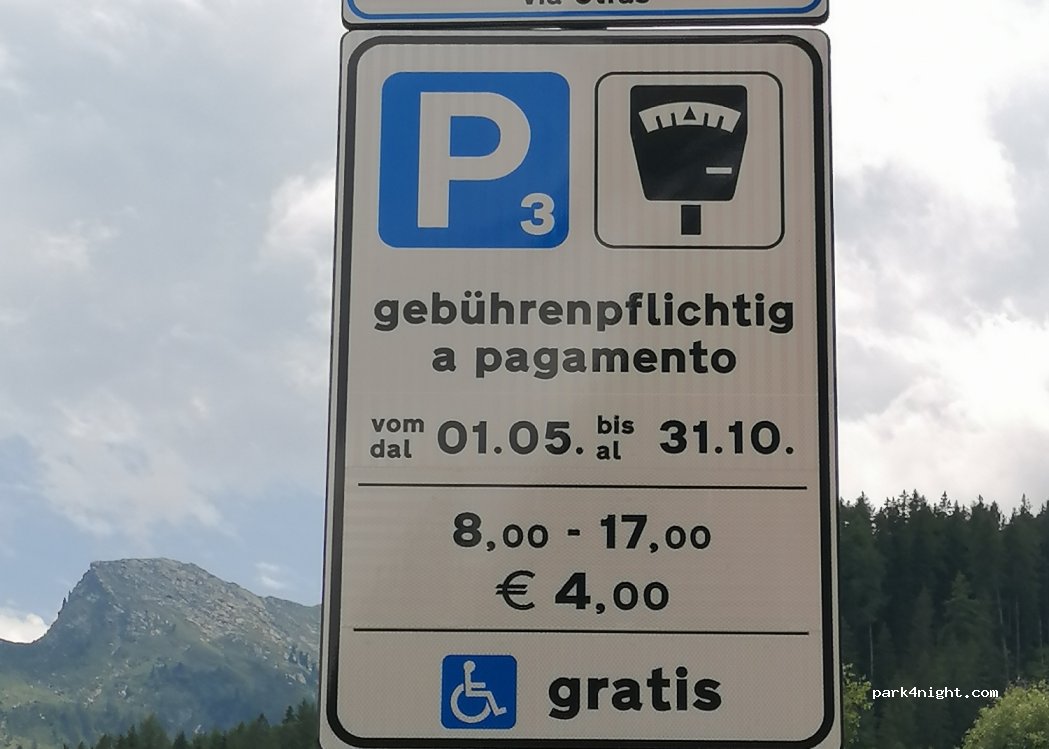 P 3
gebührenpflichtig
a pagamento
vom 01.05. bis 31.10.
dal al
8,00 - 17,00
€ 4,00
gratis
park4night.com